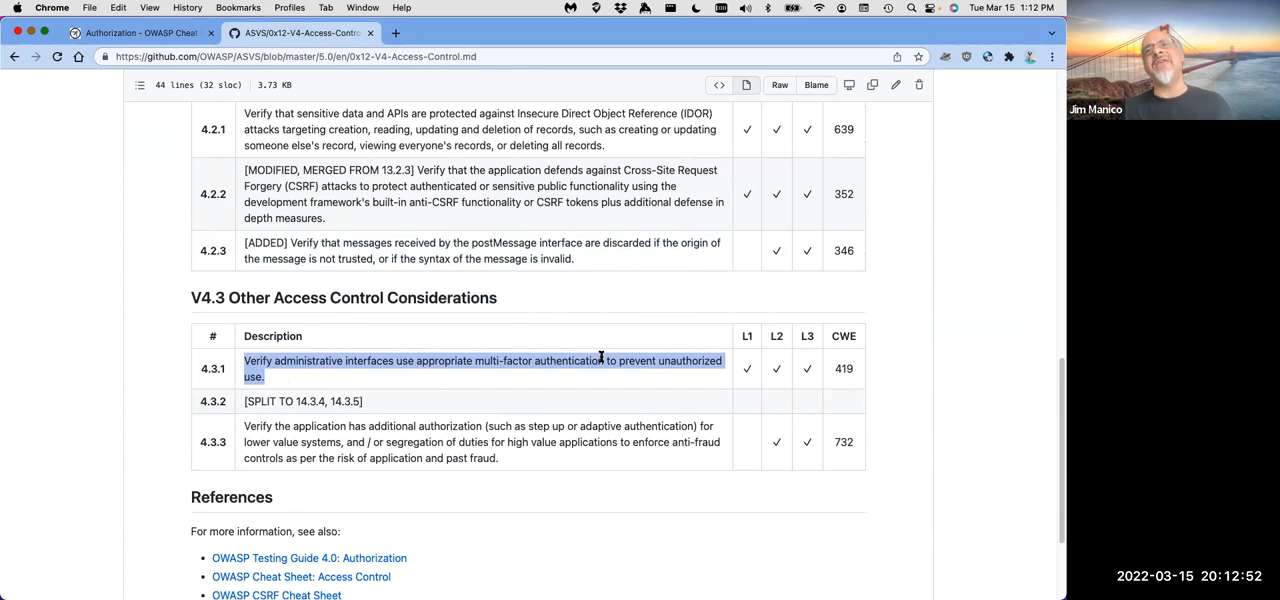 Chrome File Edit View History Bookmarks Profiles Tab Window Help Tue Mar 15 1:12 PM
Authorization - OWASP Cheat
ASVS/0x12-V4-Access-Contro
https://github.com/OWASP/ASVS/blob/master/5.0/en/0x12-V4-Access-Control.md
44 lines (32 sloc) 3.73 KB Raw Blame
4.2.1 Verify that sensitive data and APIs are protected against Insecure Direct Object Reference (IDOR)
attacks targeting creation, reading, updating and deletion of records, such as creating or updating
someone else's record, viewing everyone's records, or deleting all records. ✓ ✓ ✓ 639
4.2.2 [MODIFIED, MERGED FROM 13.2.3] Verify that the application defends against Cross-Site Request
Forgery (CSRF) attacks to protect authenticated or sensitive public functionality using the
development framework's built-in anti-CSRF functionality or CSRF tokens plus additional defense in
depth measures. ✓ ✓ ✓ 352
4.2.3 [ADDED] Verify that messages received by the postMessage interface are discarded if the origin of
the message is not trusted, or if the syntax of the message is invalid. ✓ ✓ 346
V4.3 Other Access Control Considerations
# Description L1 L2 L3 CWE
4.3.1 Verify administrative interfaces use appropriate multi-factor authentication to prevent unauthorized
use. ✓ ✓ ✓ 419
4.3.2 [SPLIT TO 14.3.4, 14.3.5]
4.3.3 Verify the application has additional authorization (such as step up or adaptive authentication) for
lower value systems, and / or segregation of duties for high value applications to enforce anti-fraud
controls as per the risk of application and past fraud. ✓ ✓ 732
References
For more information, see also:
• OWASP Testing Guide 4.0: Authorization
• OWASP Cheat Sheet: Access Control
• OWASP CSRF Cheat Sheet
Jim Manico
2022-03-15 20:12:52